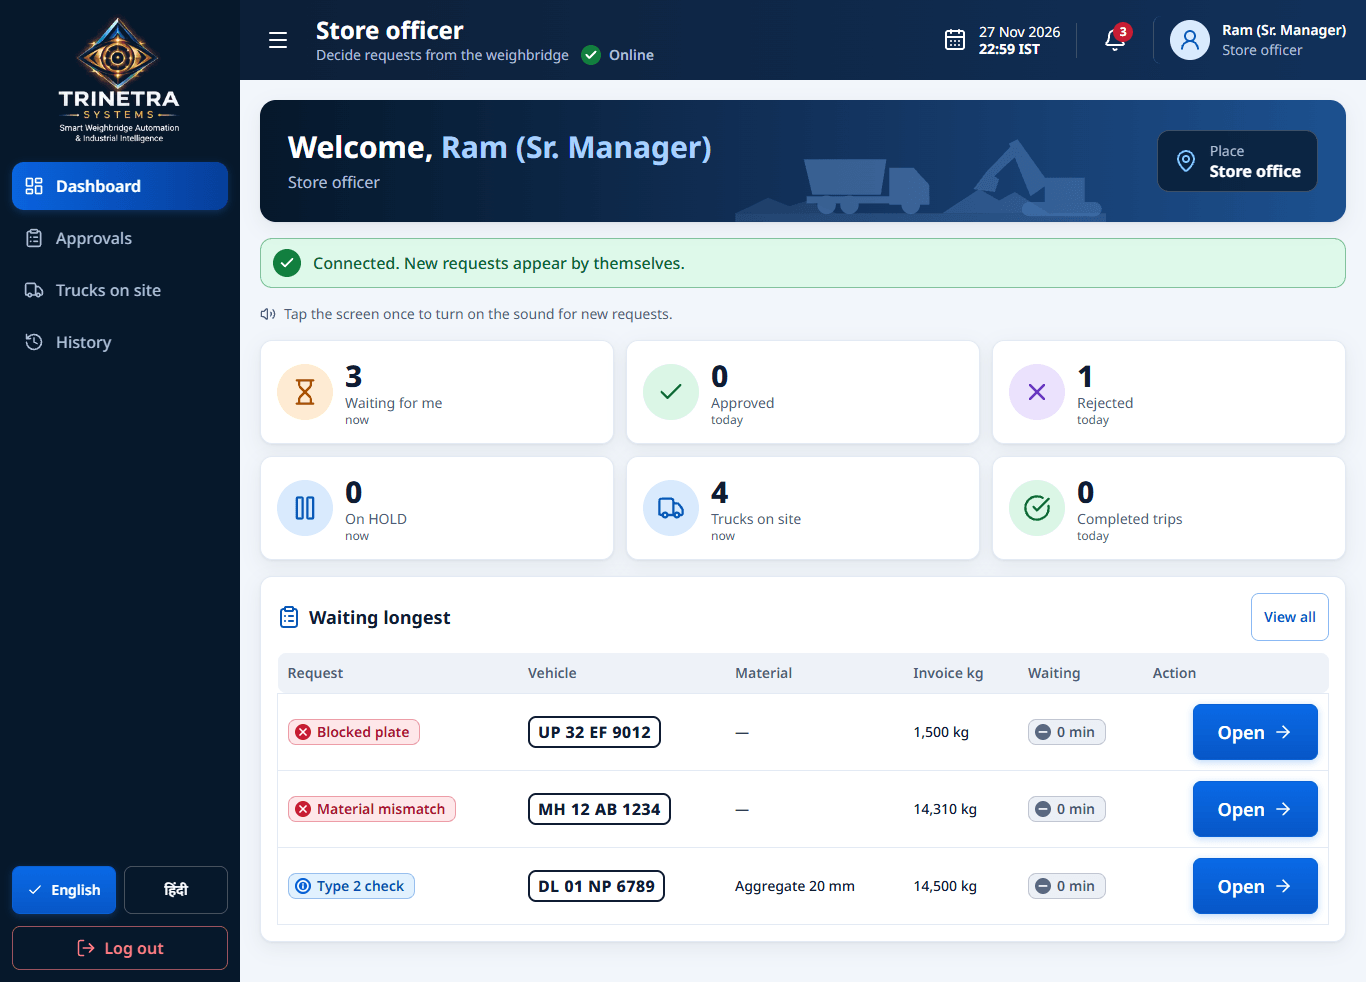 TRINETRA
SYSTEMS
Smart Weighbridge Automation
& Industrial Intelligence
Dashboard
Approvals
Trucks on site
History
English
हिंदी
Log out
Store officer
Decide requests from the weighbridge
Online
27 Nov 2026
22:59 IST
3
Ram (Sr. Manager)
Store officer
Welcome, Ram (Sr. Manager)
Store officer
Place
Store office
Connected. New requests appear by themselves.
Tap the screen once to turn on the sound for new requests.
3
Waiting for me
now
0
Approved
today
1
Rejected
today
0
On HOLD
now
4
Trucks on site
now
0
Completed trips
today
Waiting longest
View all
Request Vehicle Material Invoice kg Waiting Action
Blocked plate UP 32 EF 9012 — 1,500 kg 0 min Open
Material mismatch MH 12 AB 1234 — 14,310 kg 0 min Open
Type 2 check DL 01 NP 6789 Aggregate 20 mm 14,500 kg 0 min Open